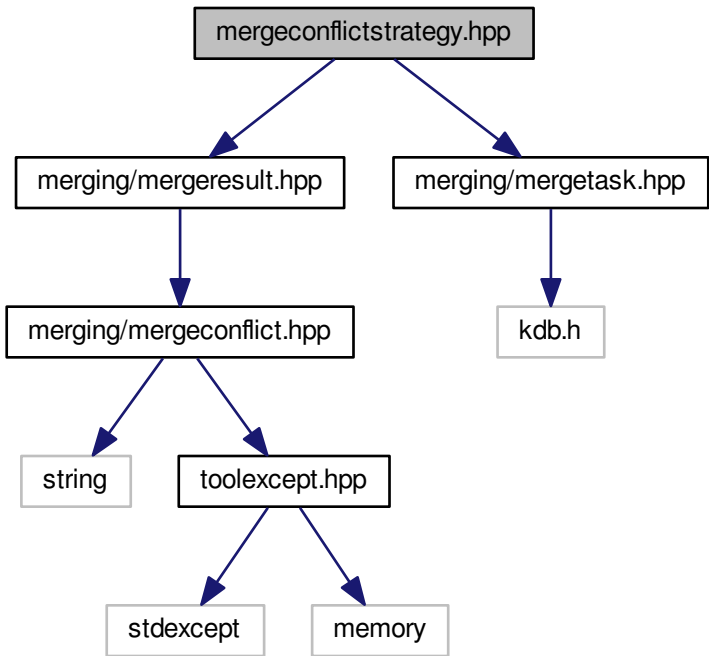 mergeconflictstrategy.hpp
merging/mergeresult.hpp
merging/mergetask.hpp
merging/mergeconflict.hpp
kdb.h
string
toolexcept.hpp
stdexcept
memory